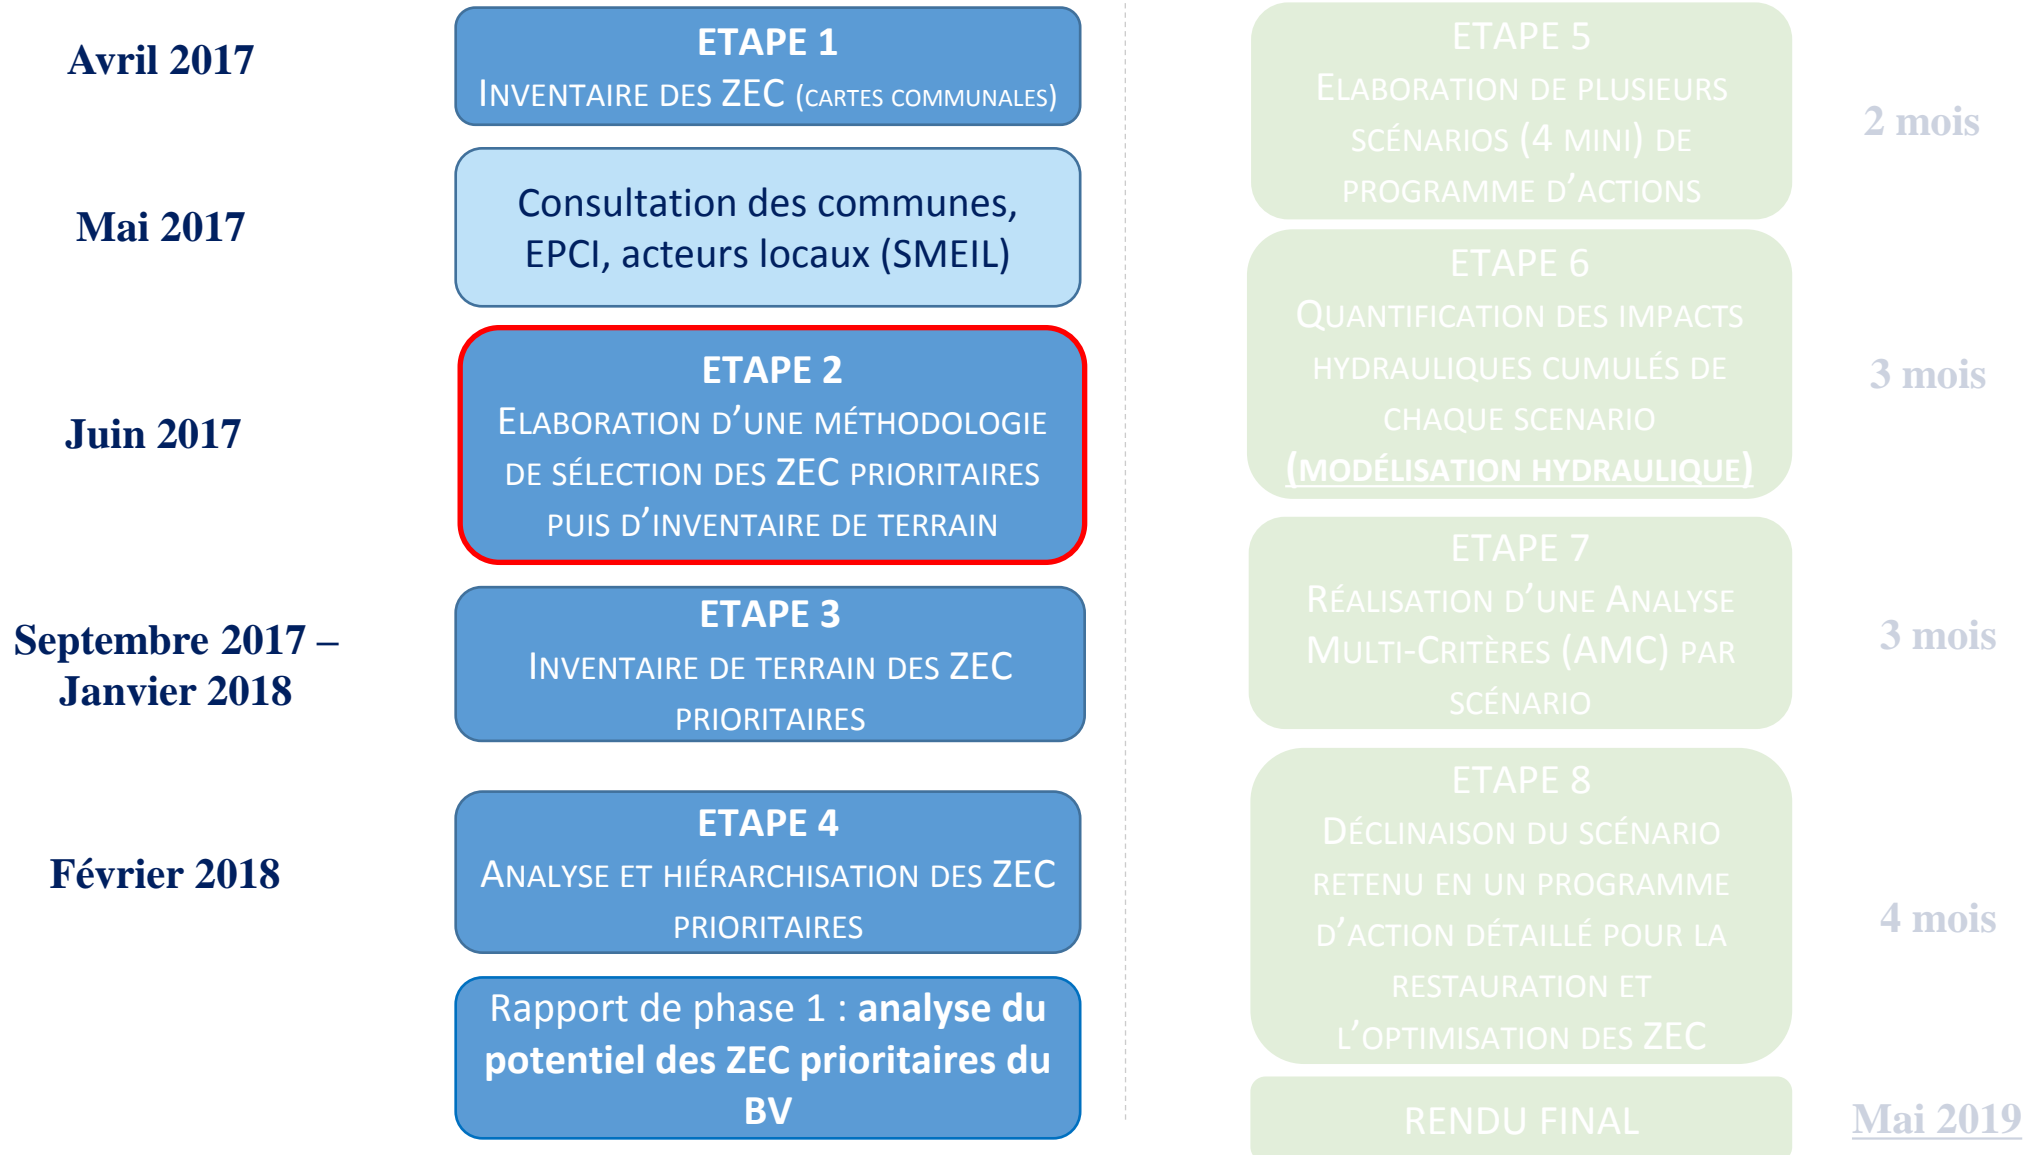 Avril 2017
ETAPE 1
INVENTAIRE DES ZEC (CARTES COMMUNALES)
Mai 2017
Consultation des communes,
EPCI, acteurs locaux (SMEIL)
Juin 2017
ETAPE 2
ELABORATION D’UNE MÉTHODOLOGIE
DE SÉLECTION DES ZEC PRIORITAIRES
PUIS D’INVENTAIRE DE TERRAIN
Septembre 2017 –
Janvier 2018
ETAPE 3
INVENTAIRE DE TERRAIN DES ZEC
PRIORITAIRES
Février 2018
ETAPE 4
ANALYSE ET HIÉRARCHISATION DES ZEC
PRIORITAIRES
Rapport de phase 1 : analyse du
potentiel des ZEC prioritaires du
BV
ETAPE 5
ELABORATION DE PLUSIEURS
SCÉNARIOS (4 MINI) DE
PROGRAMME D’ACTIONS
2 mois
ETAPE 6
QUANTIFICATION DES IMPACTS
HYDRAULIQUES CUMULÉS DE
CHAQUE SCENARIO
(MODÉLISATION HYDRAULIQUE)
3 mois
ETAPE 7
RÉALISATION D’UNE ANALYSE
MULTI-CRITÈRES (AMC) PAR
SCÉNARIO
3 mois
ETAPE 8
DÉCLINAISON DU SCÉNARIO
RETENU EN UN PROGRAMME
D’ACTION DÉTAILLÉ POUR LA
RESTAURATION ET
L’OPTIMISATION DES ZEC
4 mois
RENDU FINAL
Mai 2019